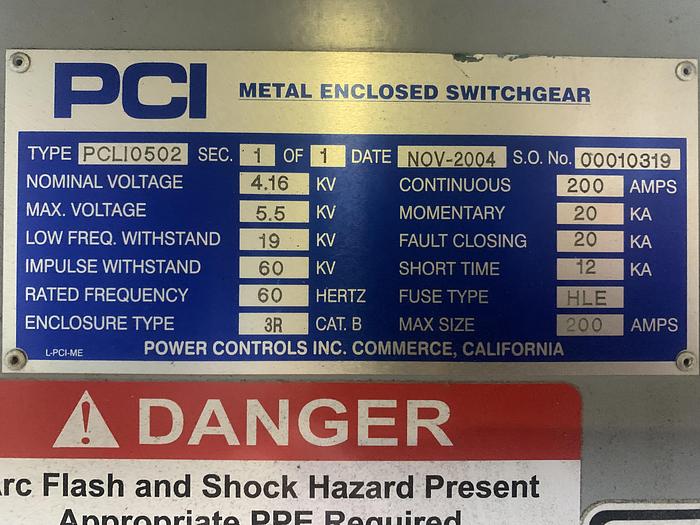 PCI METAL ENCLOSED SWITCHGEAR
TYPE PCLI0502 SEC. 1 OF 1 DATE NOV-2004 S.O. No. 00010319
NOMINAL VOLTAGE 4.16 KV CONTINUOUS 200 AMPS
MAX. VOLTAGE 5.5 KV MOMENTARY 20 KA
LOW FREQ. WITHSTAND 19 KV FAULT CLOSING 20 KA
IMPULSE WITHSTAND 60 KV SHORT TIME 12 KA
RATED FREQUENCY 60 HERTZ FUSE TYPE HLE
ENCLOSURE TYPE 3R CAT. B MAX SIZE 200 AMPS
L-PCI-ME POWER CONTROLS INC. COMMERCE, CALIFORNIA
DANGER
rc Flash and Shock Hazard Present
Appropriate PPE Required